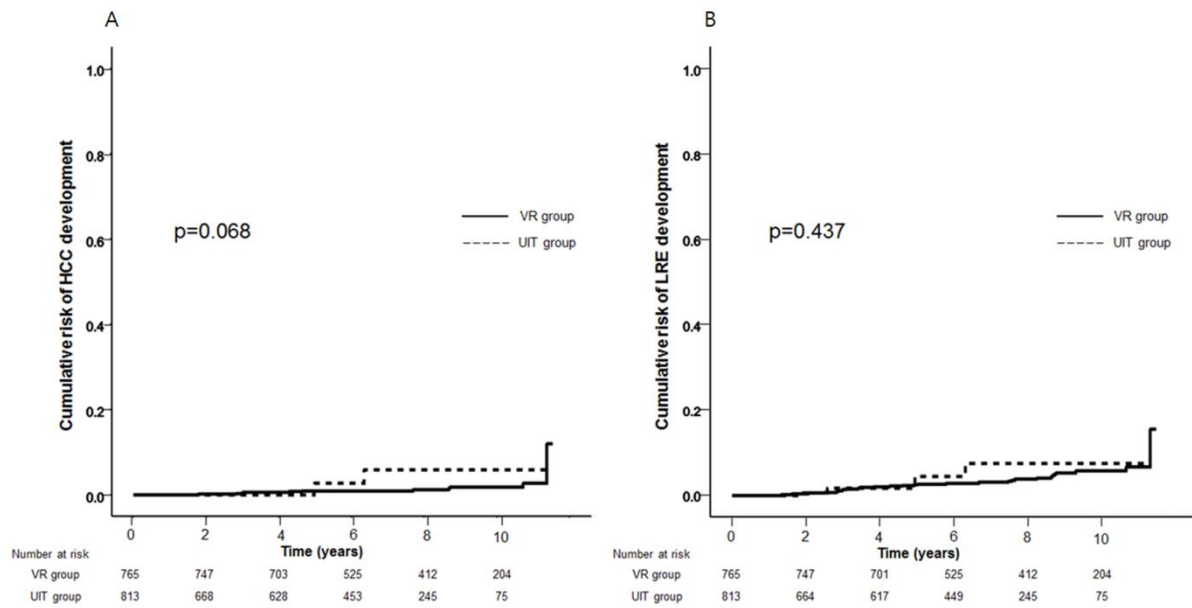 A
Cumulative risk of HCC development
1.0
0.8
0.6
0.4
0.2
0.0
p=0.068
VR group
UIT group
0 2 4 6 8 10
Time (years)
Number at risk
VR group 765 747 703 525 412 204
UIT group 813 668 628 453 245 75
B
Cumulative risk of LRE development
1.0
0.8
0.6
0.4
0.2
0.0
p=0.437
VR group
UIT group
0 2 4 6 8 10
Time (years)
Number at risk
VR group 765 747 701 525 412 204
UIT group 813 664 617 449 245 75